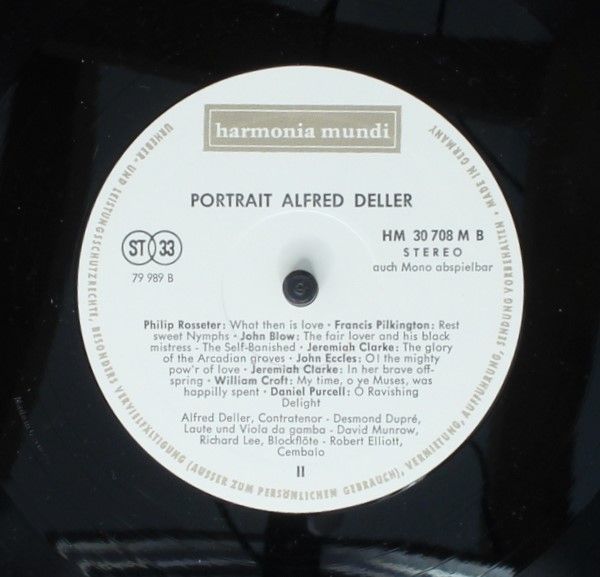 harmonia mundi
PORTRAIT ALFRED DELLER
ST 33
79 989 B
HM 30 708 M B
STEREO
auch Mono abspielbar
Philip Rosseter: What then is love · Francis Pilkington: Rest
sweet Nymphs · John Blow: The fair lover and his black
mistress - The Self-Banished · Jeremiah Clarke: The glory
of the Arcadian groves · John Eccles: O! the mighty
pow'r of love · Jeremiah Clarke: In her brave off-
spring · William Croft: My time, o ye Muses, was
happilly spent · Daniel Purcell: O Ravishing
Delight
Alfred Deller, Contratenor - Desmond Dupré,
Laute und Viola da gamba - David Munrow,
Richard Lee, Blockflöte - Robert Elliott,
Cembalo
II
URHEBER- UND LEISTUNGSSCHUTZRECHTE, BESONDERS VERVIELFÄLTIGUNG (AUSSER ZUM PERSÖNLICHEN GEBRAUCH), VERMIETUNG, AUFFÜHRUNG, SENDUNG VORBEHALTEN · MADE IN GERMANY